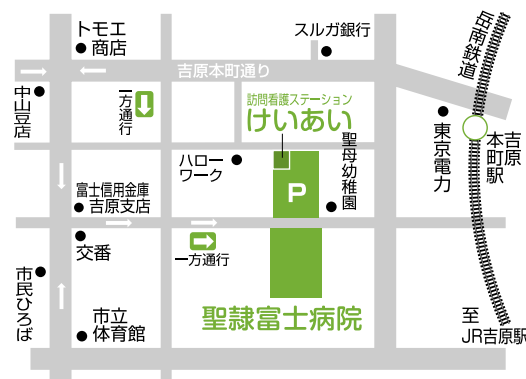 トモエ
商店
スルガ銀行
岳南鉄道
吉原本町通り
中山豆店
一方通行
訪問看護ステーション
けいあい
東京電力
吉原
本町駅
ハロー
ワーク
聖母幼稚園
P
富士信用金庫
吉原支店
交番
一方通行
市民ひろば
市立
体育館
聖隷富士病院
至
JR吉原駅